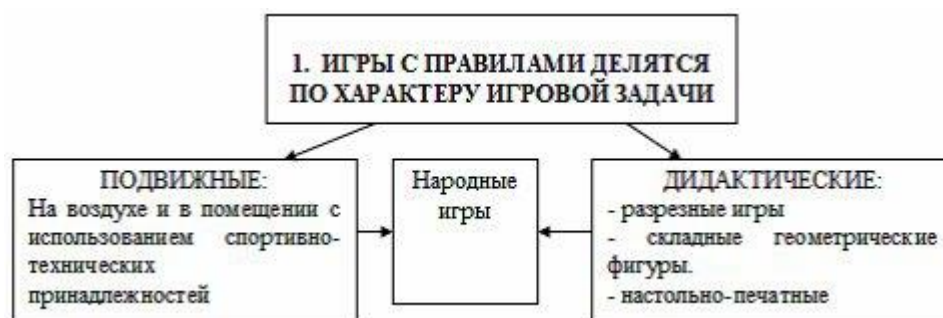 1. ИГРЫ С ПРАВИЛАМИ ДЕЛЯТСЯ
ПО ХАРАКТЕРУ ИГРОВОЙ ЗАДАЧИ
ПОДВИЖНЫЕ:
На воздухе и в помещении с
использованием спортивно-
технических
принадлежностей
Народные
игры
ДИДАКТИЧЕСКИЕ:
- разрезные игры
- складные геометрические
фигуры.
- настольно-печатные